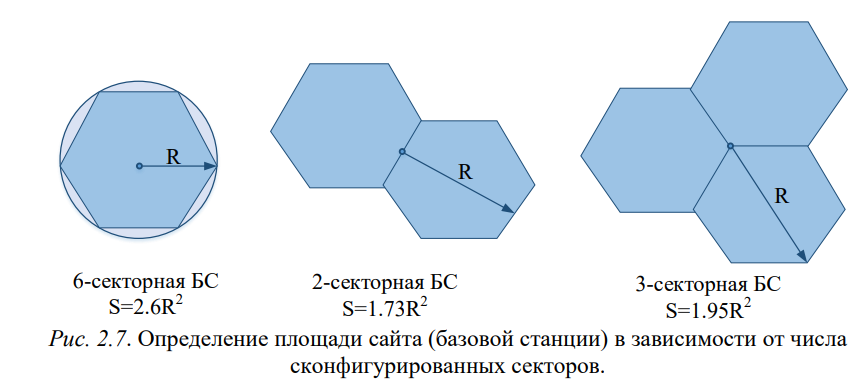 R
R
R
6-секторная БС
S=2.6R²
2-секторная БС
S=1.73R²
3-секторная БС
S=1.95R²
Рис. 2.7. Определение площади сайта (базовой станции) в зависимости от числа
сконфигурированных секторов.